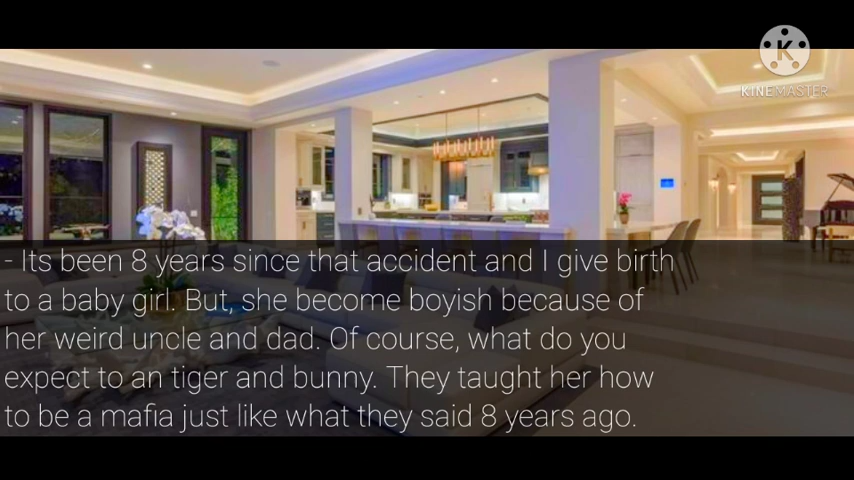 KINEMASTER
- Its been 8 years since that accident and I give birth
to a baby girl. But, she become boyish because of
her weird uncle and dad. Of course, what do you
expect to an tiger and bunny. They taught her how
to be a mafia just like what they said 8 years ago.